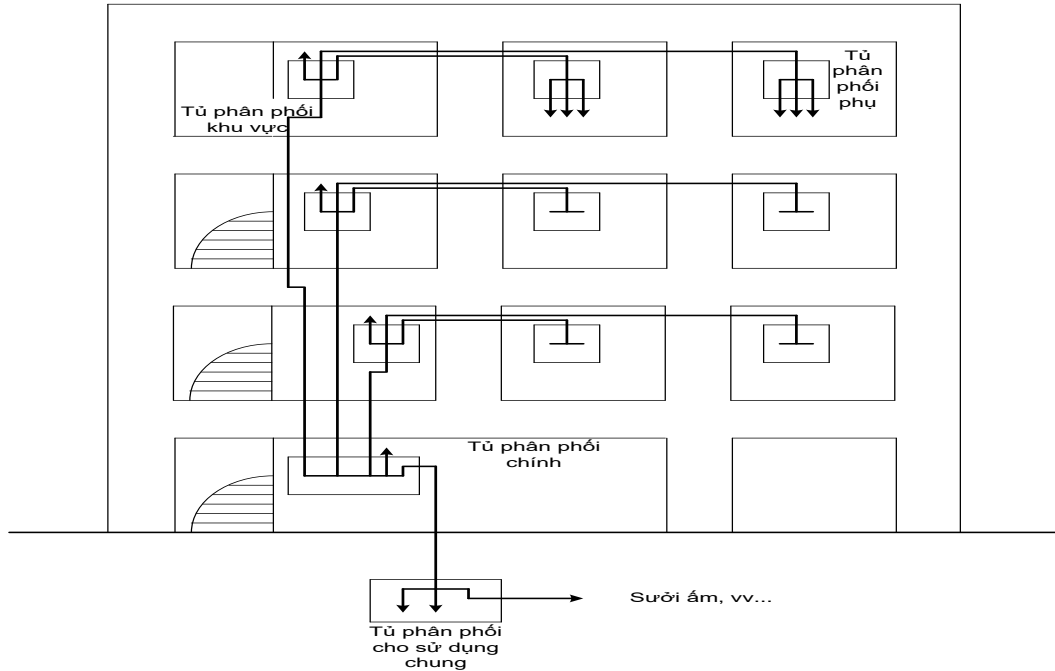 Tủ
phân
phối
phụ
Tủ phân phối
khu vực
Tủ phân phối
chính
Sưởi ấm, vv...
Tủ phân phối
cho sử dụng
chung